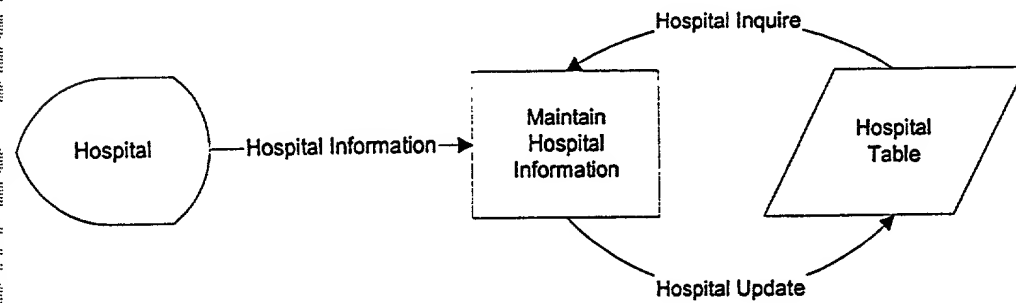 Hospital Inquire
Hospital
Hospital Information
Maintain
Hospital
Information
Hospital
Table
Hospital Update